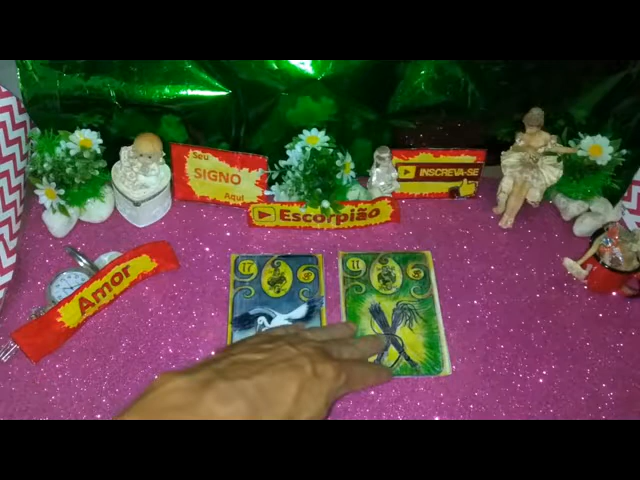 Seu
SIGNO
Aqui
INSCREVA-SE
Escorpião
Amor
17
11